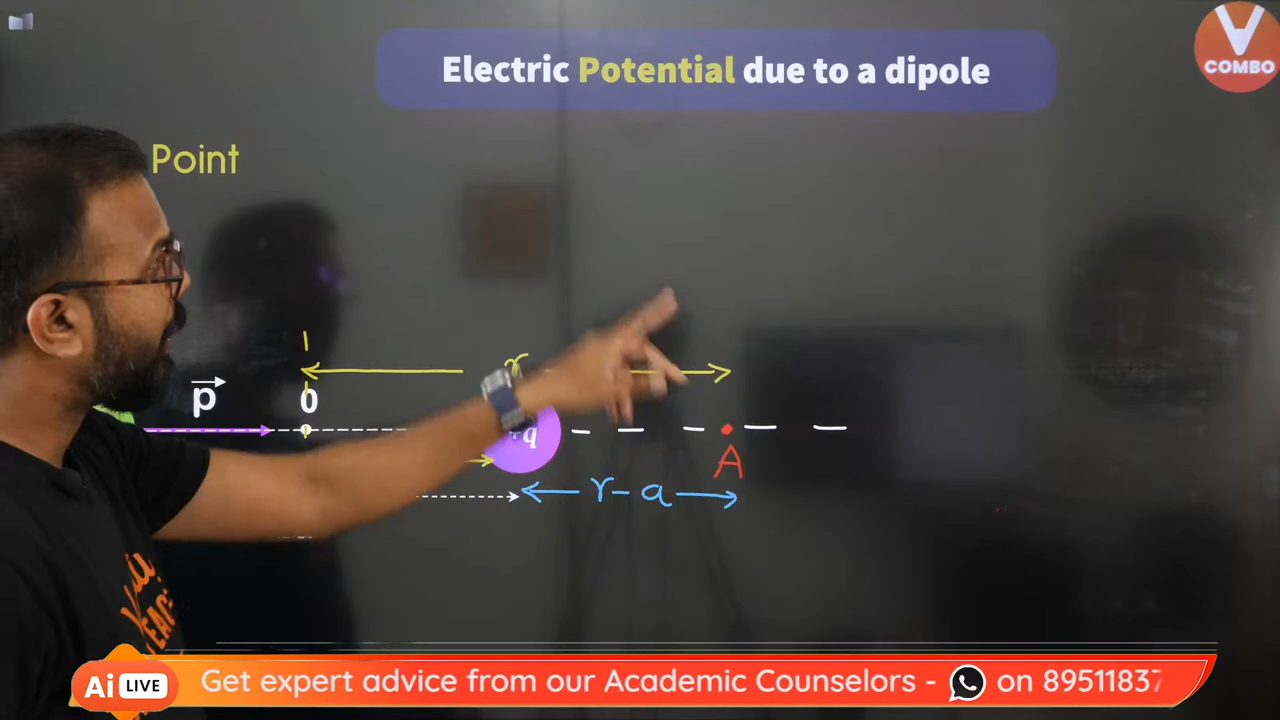 Electric Potential due to a dipole
V
COMBO
Point
r
p
0
+q
A
r-a
Ai LIVE
Get expert advice from our Academic Counselors - on 89511837